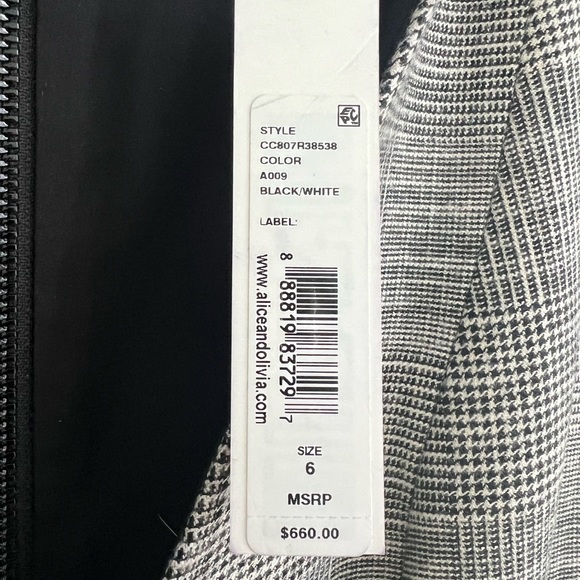 STYLE
CC807R38538
COLOR
A009
BLACK/WHITE
LABEL:
8 88819 83729 7
www.aliceandolivia.com
SIZE
6
MSRP
$660.00